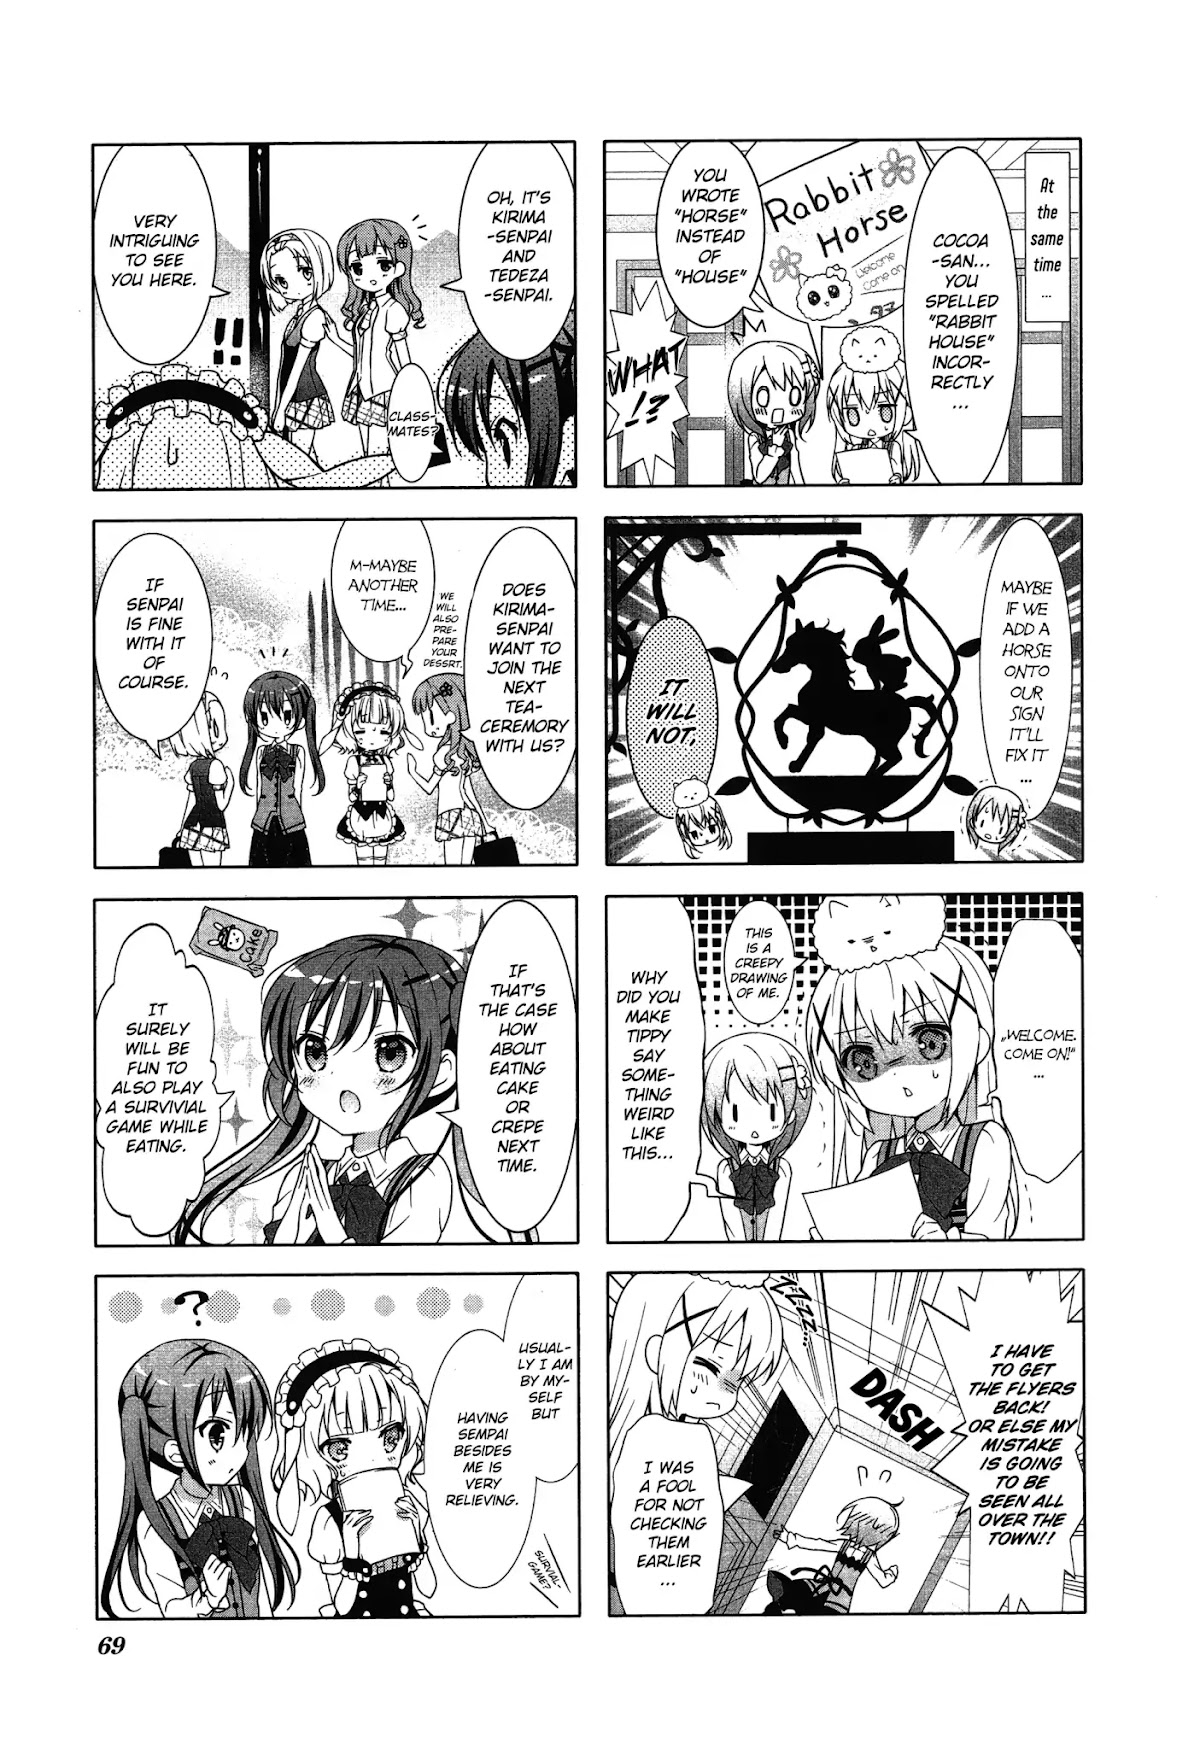 At
the
same
time
...
COCOA
-SAN...
YOU
SPELLED
"RABBIT
HOUSE"
INCOR-
RECTLY
...
YOU
WROTE
"HORSE"
INSTEAD
OF
"HOUSE"
Rabbit
Horse
Welcome
Come on
WHAT
!?
MAYBE
IF WE
ADD A
HORSE
ONTO
OUR
SIGN
IT'LL
FIX IT
...
IT
WILL
NOT.
„WELCOME.
COME ON!"
...
THIS
IS A
CREEPY
DRAWING
OF ME.
WHY
DID YOU
MAKE
TIPPY
SAY
SOME-
THING
WEIRD
LIKE
THIS...
I HAVE
TO GET
THE FLYERS
BACK!
OR ELSE MY
MISTAKE
IS GOING
TO BE
SEEN ALL
OVER THE
TOWN!!
ZZZZ...
DASH
I WAS
A FOOL
FOR NOT
CHECKING
THEM
EARLIER
...
OH, IT'S
KIRIMA
-SENPAI
AND
TEDEZA
-SENPAI.
VERY
INTRIGUING
TO SEE
YOU HERE.
!!
CLASS-
MATES?
DOES
KIRIMA-
SENPAI
WANT TO
JOIN THE
NEXT
TEA-
CEREMONY
WITH US?
WE
WILL
ALSO
PRE-
PARE
YOUR
DESSRT.
M-MAYBE
ANOTHER
TIME...
IF
SENPAI
IS FINE
WITH IT
OF
COURSE.
IF
THAT'S
THE CASE
HOW
ABOUT
EATING
CAKE
OR
CREPE
NEXT
TIME.
Cake
IT
SURELY
WILL BE
FUN TO
ALSO PLAY
A SURVIVIAL
GAME WHILE
EATING.
USUAL-
LY I AM
BY MY-
SELF
BUT
HAVING
SEMPAI
BESIDES
ME IS
VERY
RELIEVING.
?
SURVIAL-
GAME?
69